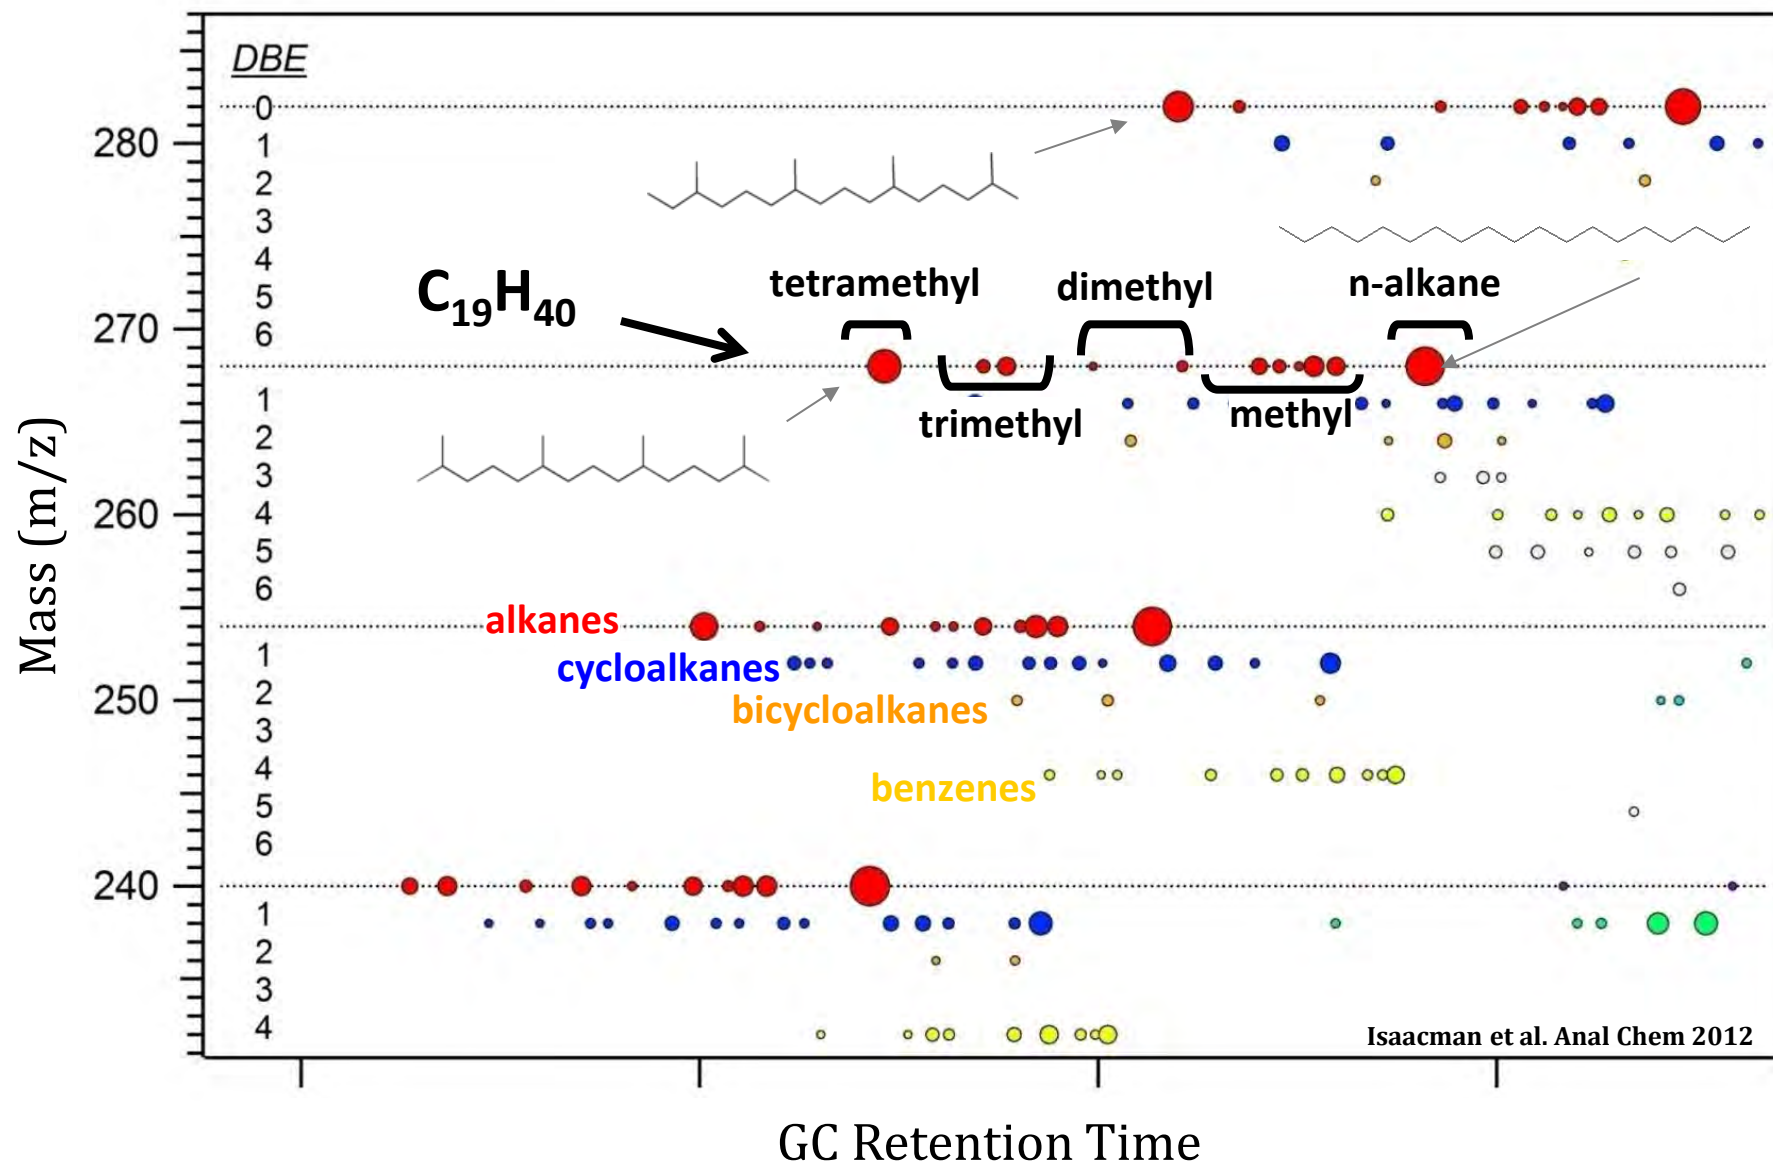 DBE
0
280
1
2
3
4
5
6
tetramethyl
dimethyl
n-alkane
C₁₉H₄₀
270
trimethyl
methyl
1
2
3
4
5
6
260
alkanes
cycloalkanes
bicycloalkanes
benzenes
1
2
3
4
5
6
250
240
1
2
3
4
Isaacman et al. Anal Chem 2012
Mass (m/z)
GC Retention Time